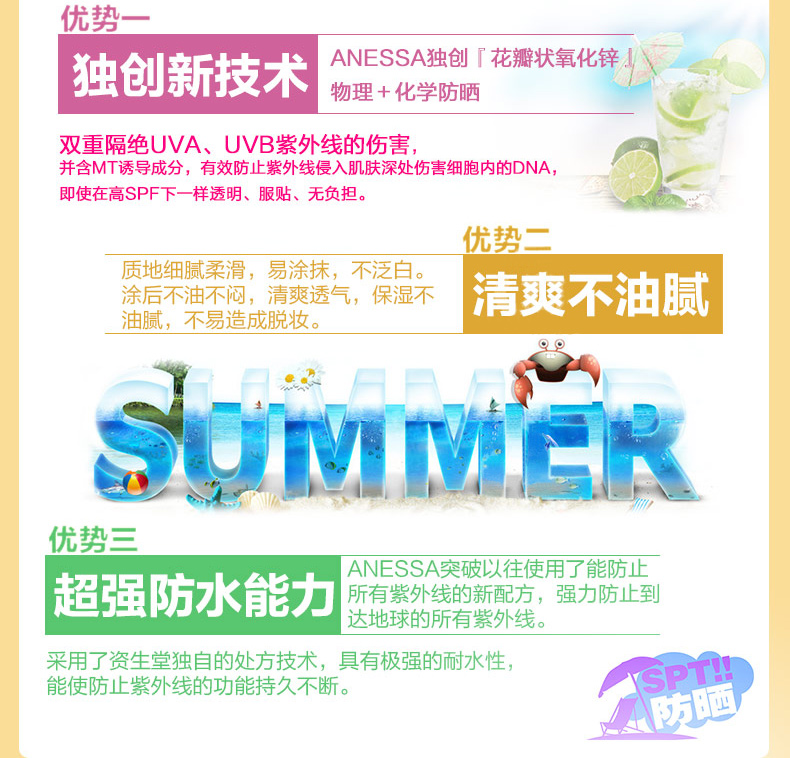 优势一
独创新技术
ANESSA独创『花瓣状氧化锌』
物理+化学防晒
双重隔绝UVA、UVB紫外线的伤害，
并含MT诱导成分，有效防止紫外线侵入肌肤深处伤害细胞内的DNA，
即使在高SPF下一样透明、服贴、无负担。
优势二
质地细腻柔滑，易涂抹，不泛白。
涂后不油不闷，清爽透气，保湿不
油腻，不易造成脱妆。
清爽不油腻
SUMMER
优势三
超强防水能力
ANESSA突破以往使用了能防止
所有紫外线的新配方，强力防止到
达地球的所有紫外线。
采用了资生堂独自的处方技术，具有极强的耐水性，
能使防止紫外线的功能持久不断。
SPT!!
防晒